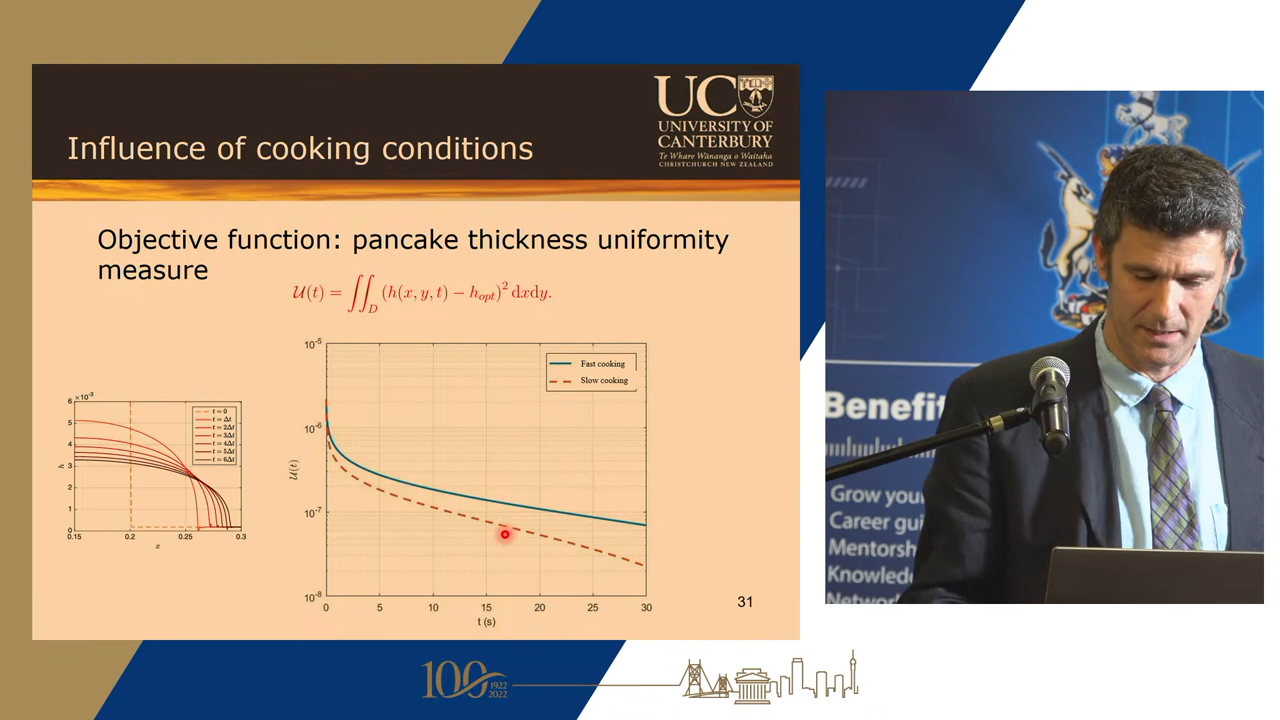 Influence of cooking conditions
UC
UNIVERSITY OF
CANTERBURY
Te Whare Wānanga o Waitaha
CHRISTCHURCH NEW ZEALAND
Objective function: pancake thickness uniformity
measure
𝒰(t) = ∬_D (h(x, y, t) − h_opt)² dxdy.
×10⁻³
6
5
4
3
2
1
0
h
0.15 0.2 0.25 0.3
x
t = 0
t = Δt
t = 2Δt
t = 3Δt
t = 4Δt
t = 5Δt
t = 6Δt
10⁻⁵
10⁻⁶
10⁻⁷
10⁻⁸
𝒰(t)
Fast cooking
Slow cooking
0 5 10 15 20 25 30
t (s)
31
Benefit
Grow you
Career gui
Mentorsh
Knowled
Networ
100 1922
2022